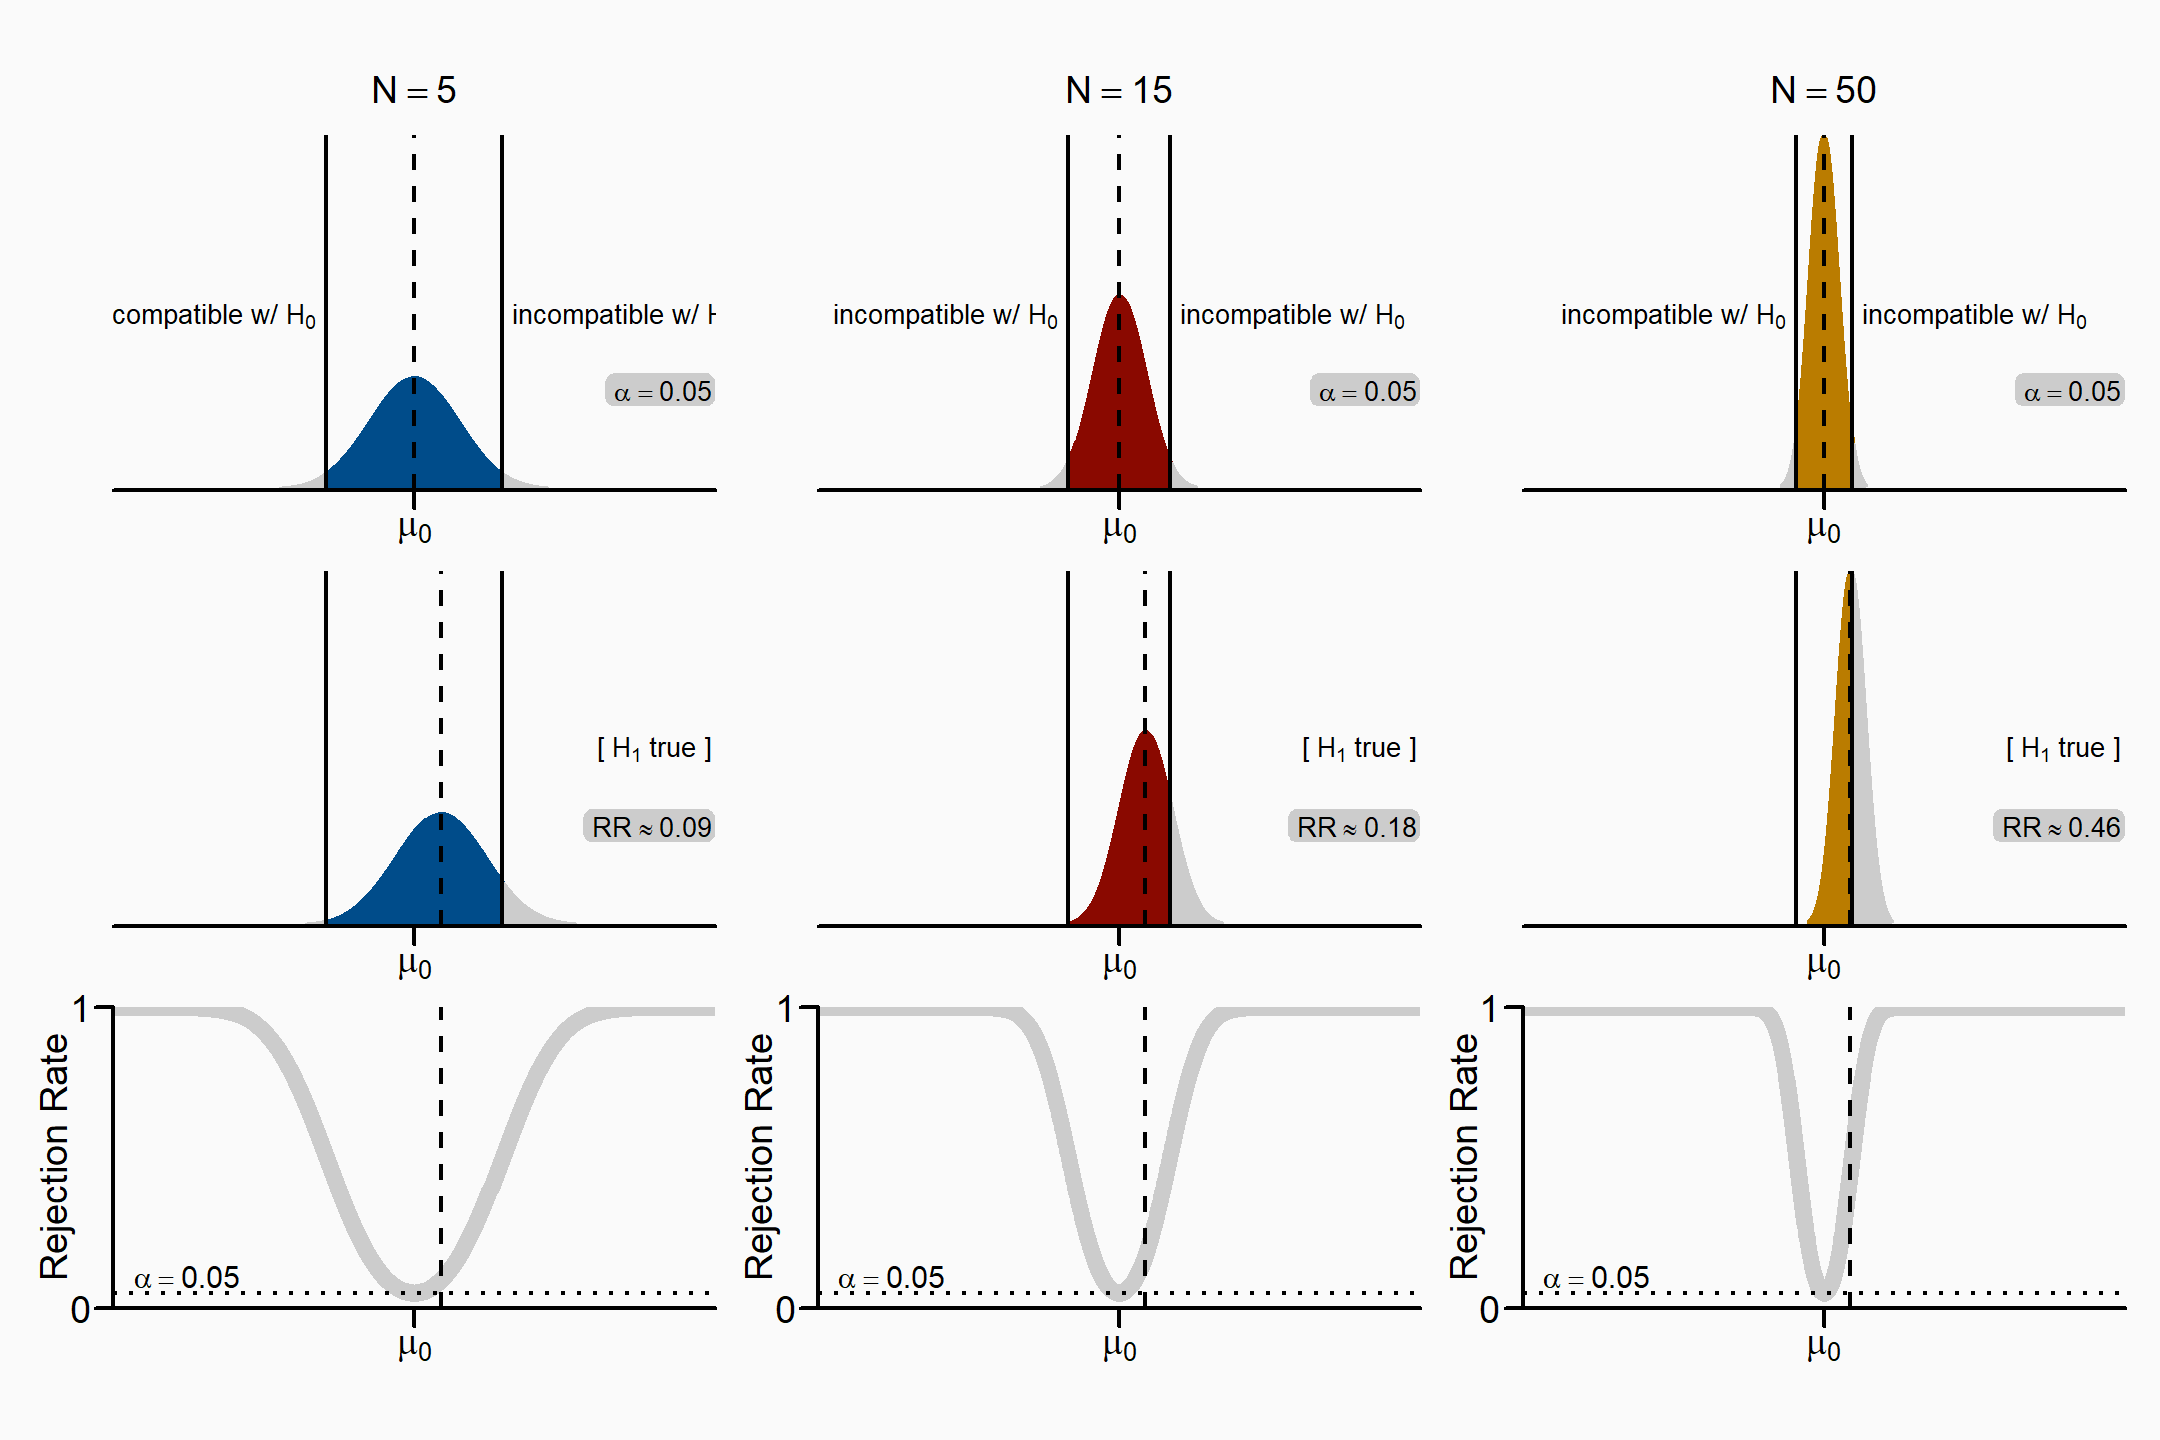 N = 5
compatible w/ H₀
incompatible w/ H
α = 0.05
μ₀
N = 15
incompatible w/ H₀
incompatible w/ H₀
α = 0.05
μ₀
N = 50
incompatible w/ H₀
incompatible w/ H₀
α = 0.05
μ₀
[ H₁ true ]
RR ≈ 0.09
μ₀
[ H₁ true ]
RR ≈ 0.18
μ₀
[ H₁ true ]
RR ≈ 0.46
μ₀
Rejection Rate
1
0
α = 0.05
μ₀
Rejection Rate
1
0
α = 0.05
μ₀
Rejection Rate
1
0
α = 0.05
μ₀